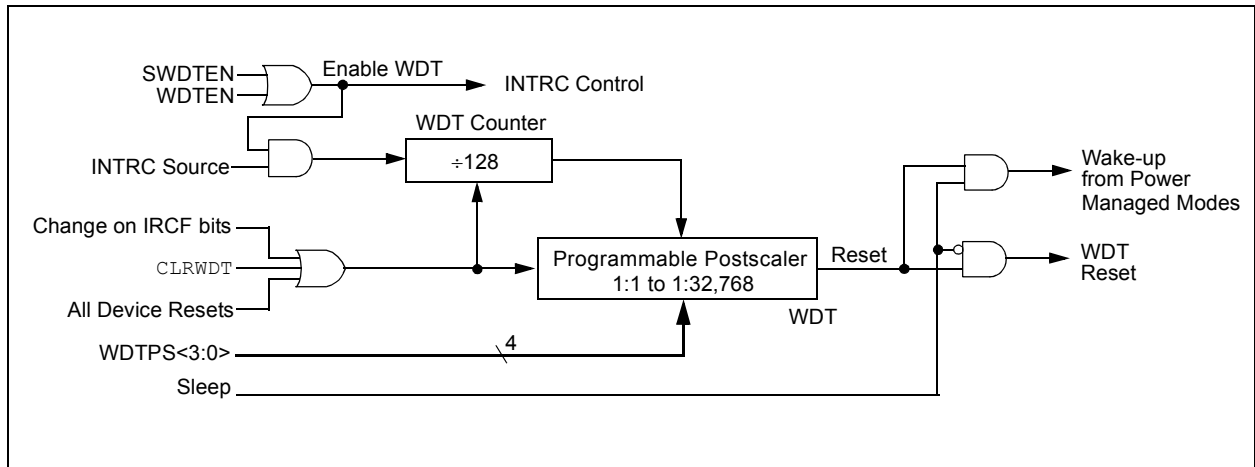 SWDTEN
WDTEN
Enable WDT
INTRC Control
WDT Counter
÷128
INTRC Source
Wake-up
from Power
Managed Modes
Change on IRCF bits
CLRWDT
All Device Resets
Programmable Postscaler
1:1 to 1:32,768
Reset
WDT
Reset
WDT
WDTPS<3:0>
4
Sleep